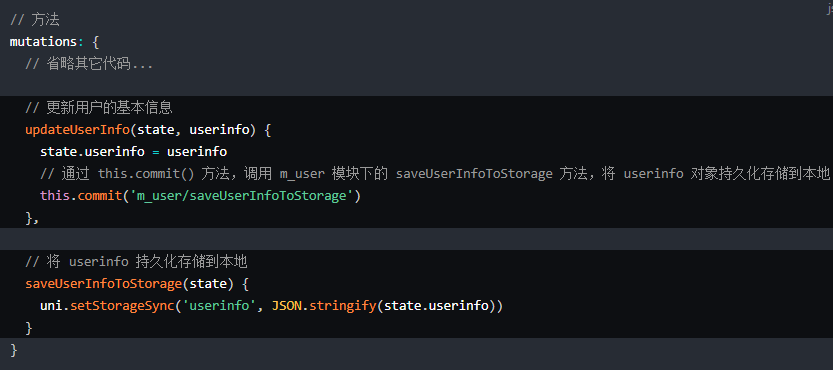 js
// 方法
mutations: {
  // 省略其它代码...
  // 更新用户的基本信息
  updateUserInfo(state, userinfo) {
    state.userinfo = userinfo
    // 通过 this.commit() 方法，调用 m_user 模块下的 saveUserInfoToStorage 方法，将 userinfo 对象持久化存储到本地
    this.commit('m_user/saveUserInfoToStorage')
  },
  // 将 userinfo 持久化存储到本地
  saveUserInfoToStorage(state) {
    uni.setStorageSync('userinfo', JSON.stringify(state.userinfo))
  }
}